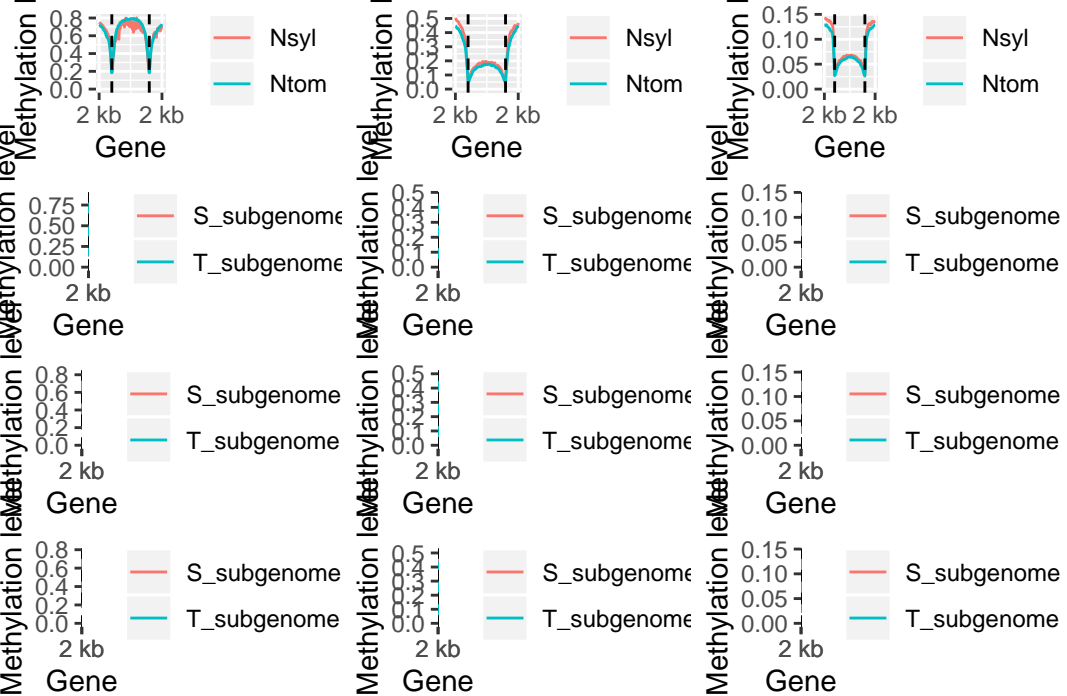 Methylation l
0.8
0.6
0.4
0.2
0.0
2 kb 2 kb
Gene
Nsyl
Ntom
Methylation l
0.5
0.4
0.3
0.2
0.1
0.0
2 kb 2 kb
Gene
Nsyl
Ntom
Methylation l
0.15
0.10
0.05
0.00
2 kb 2 kb
Gene
Nsyl
Ntom
Methylation level
0.75
0.50
0.25
0.00
2 kb
Gene
S_subgenome
T_subgenome
Methylation level
0.5
0.4
0.3
0.2
0.1
0.0
2 kb
Gene
S_subgenome
T_subgenome
Methylation level
0.15
0.10
0.05
0.00
2 kb
Gene
S_subgenome
T_subgenome
Methylation level
0.8
0.6
0.4
0.2
0.0
2 kb
Gene
S_subgenome
T_subgenome
Methylation level
0.5
0.4
0.3
0.2
0.1
0.0
2 kb
Gene
S_subgenome
T_subgenome
Methylation level
0.15
0.10
0.05
0.00
2 kb
Gene
S_subgenome
T_subgenome
Methylation level
0.8
0.6
0.4
0.2
0.0
2 kb
Gene
S_subgenome
T_subgenome
Methylation level
0.5
0.4
0.3
0.2
0.1
0.0
2 kb
Gene
S_subgenome
T_subgenome
Methylation level
0.15
0.10
0.05
0.00
2 kb
Gene
S_subgenome
T_subgenome